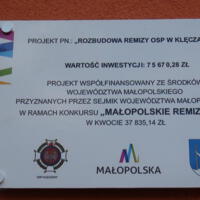 PROJEKT PN.: „ROZBUDOWA REMIZY OSP W KLĘCZA
WARTOŚĆ INWESTYCJI: 7 5 67 0,28 ZŁ
PROJEKT WSPÓŁFINANSOWANY ZE ŚRODKÓW
WOJEWÓDZTWA MAŁOPOLSKIEGO
PRZYZNANYCH PRZEZ SEJMIK WOJEWÓDZTWA MAŁOP
W RAMACH KONKURSU „MAŁOPOLSKIE REMIZ
W KWOCIE 37 835,14 ZŁ
MAŁOPOLSKA